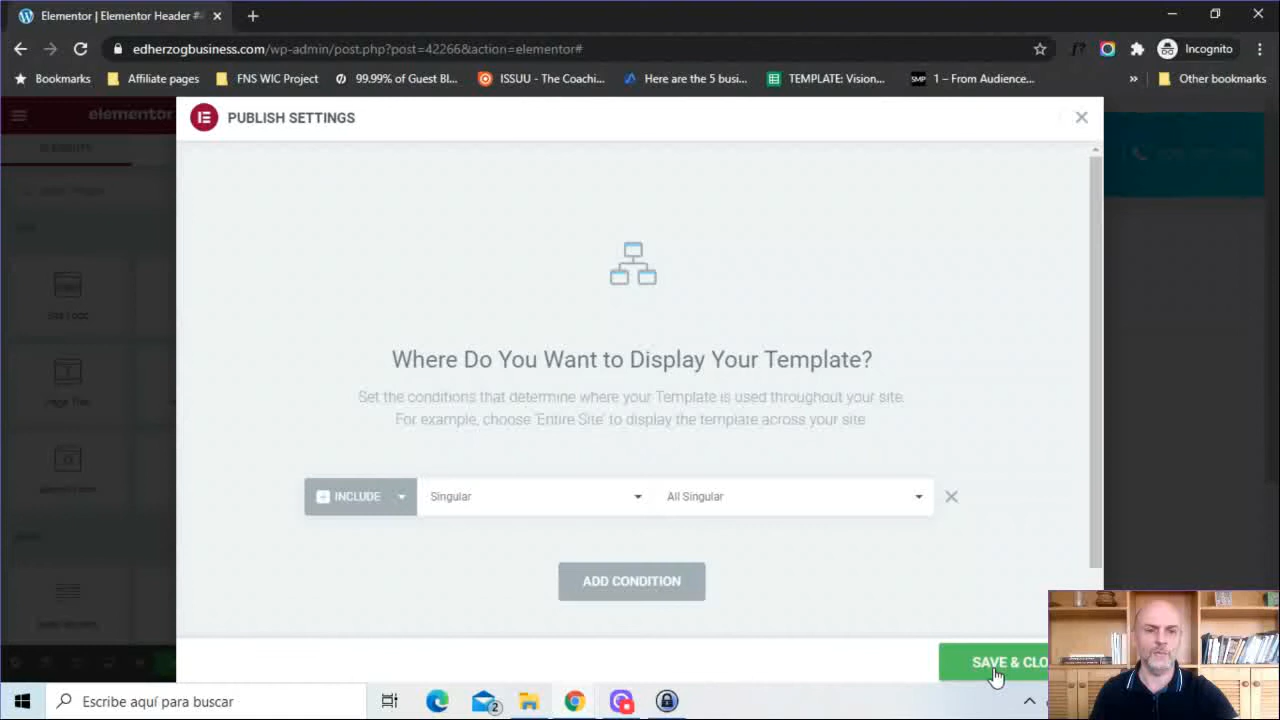 Elementor | Elementor Header #
edherzogbusiness.com/wp-admin/post.php?post=42266&action=elementor#
Incognito
Bookmarks
Affiliate pages
FNS WIC Project
99.99% of Guest Bl...
ISSUU - The Coachi...
Here are the 5 busi...
TEMPLATE: Vision...
SMP
1 – From Audience...
»
Other bookmarks
elementor
PUBLISH SETTINGS
ELEMENTS
Where Do You Want to Display Your Template?
Set the conditions that determine where your Template is used throughout your site.
For example, choose 'Entire Site' to display the template across your site
INCLUDE
Singular
All Singular
ADD CONDITION
SAVE & CLO
Escribe aquí para buscar
2